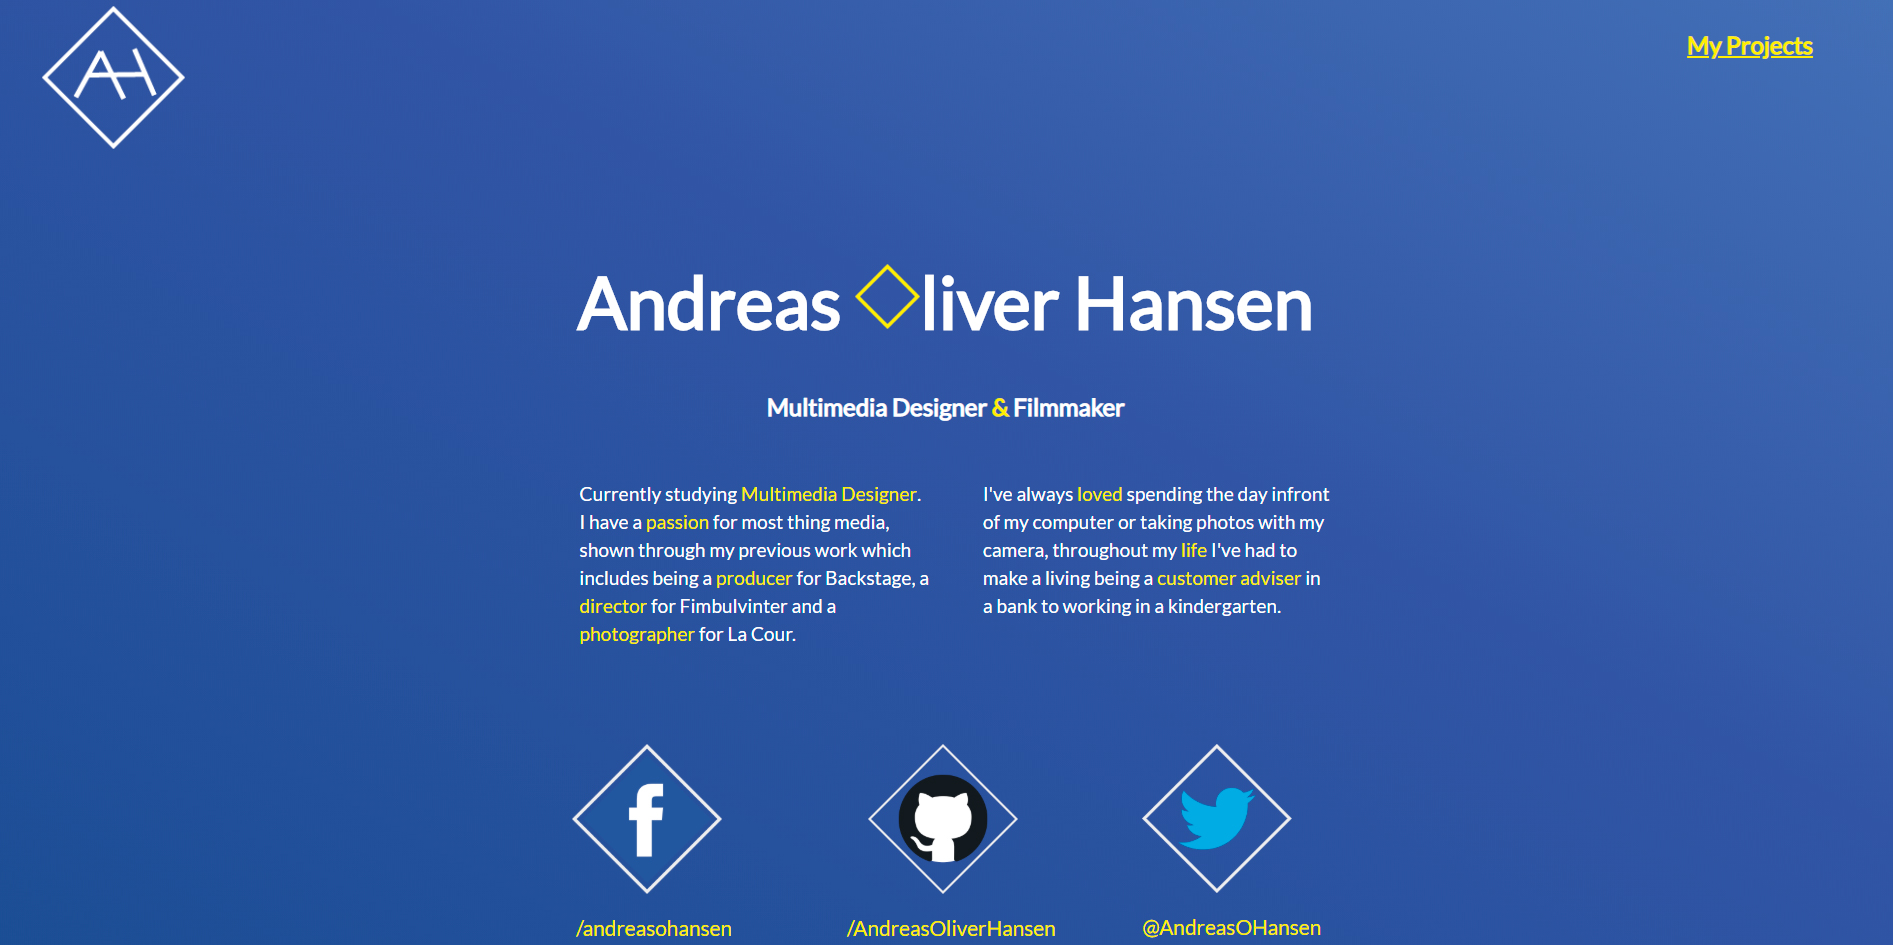 AH
My Projects
Andreas Oliver Hansen
Multimedia Designer & Filmmaker
Currently studying Multimedia Designer.
I have a passion for most thing media,
shown through my previous work which
includes being a producer for Backstage, a
director for Fimbulvinter and a
photographer for La Cour.
I've always loved spending the day infront
of my computer or taking photos with my
camera, throughout my life I've had to
make a living being a customer adviser in
a bank to working in a kindergarten.
f
/andreasohansen
/AndreasOliverHansen
@AndreasOHansen